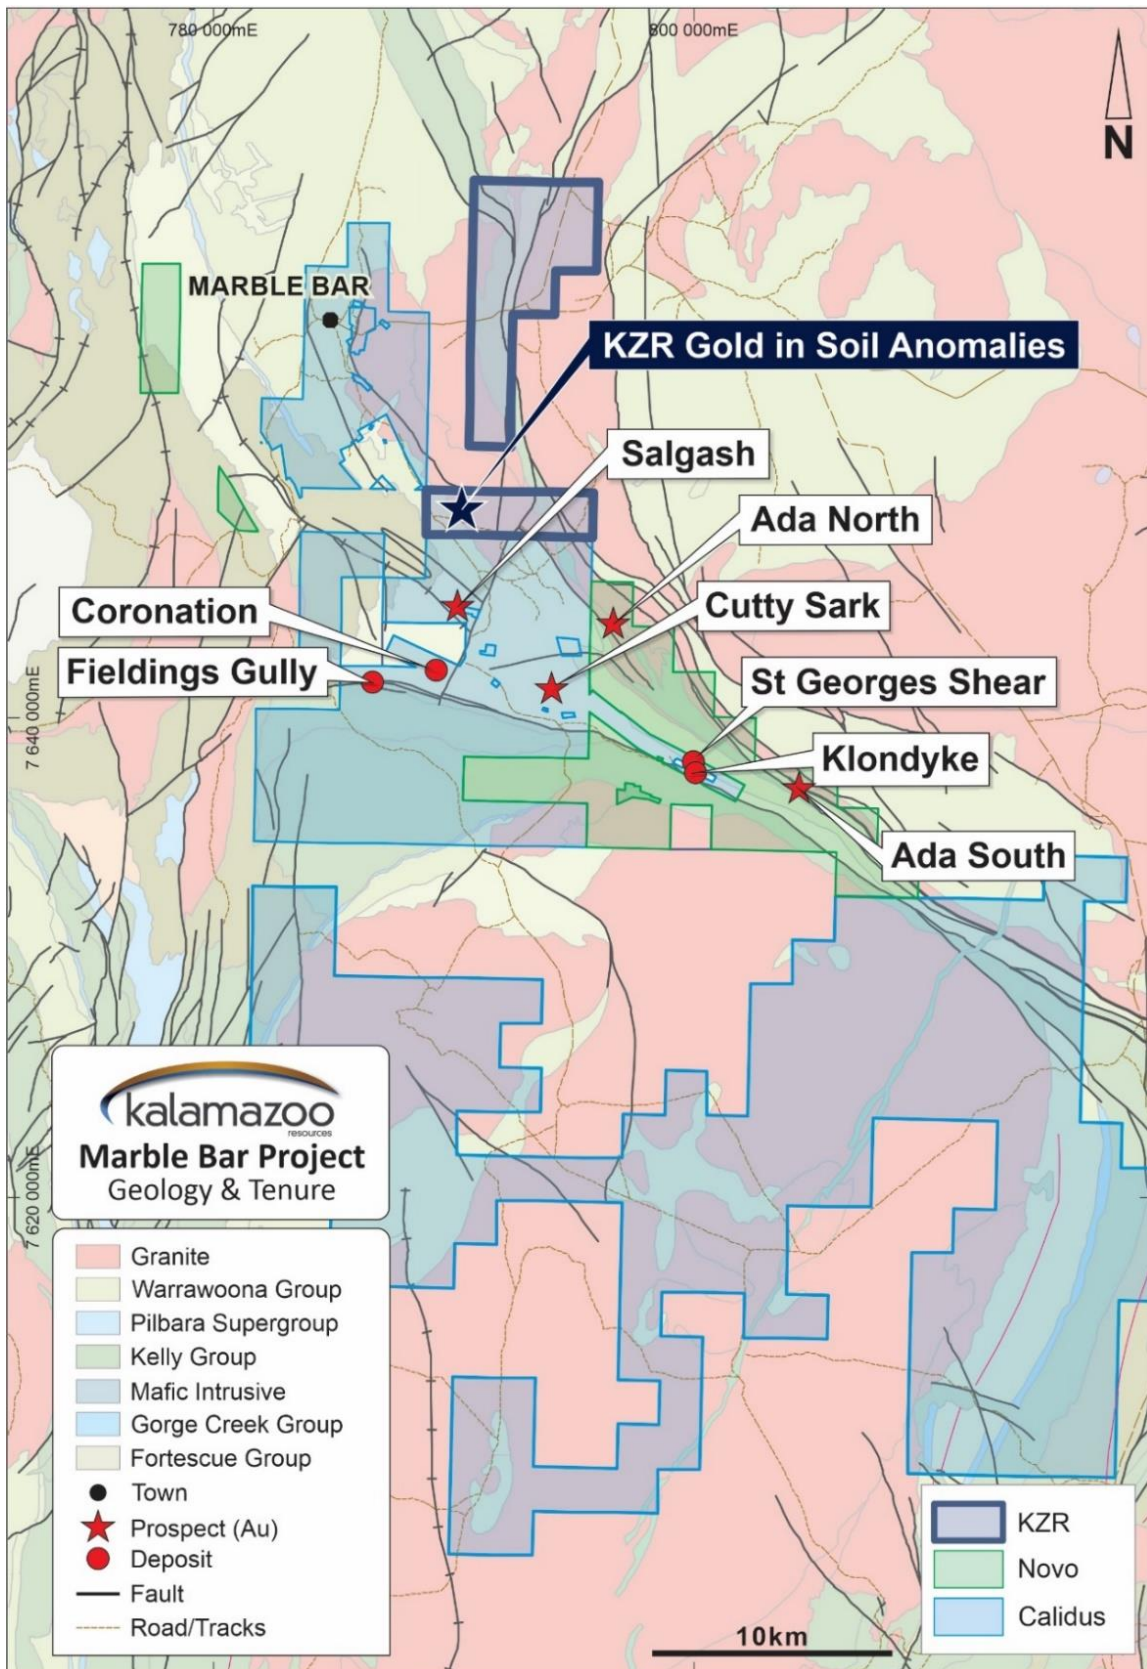 780 000mE
800 000mE
N
MARBLE BAR
KZR Gold in Soil Anomalies
Salgash
Ada North
Coronation
Cutty Sark
Fieldings Gully
St Georges Shear
7 640 000mE
Klondyke
Ada South
kalamazoo
resources
Marble Bar Project
Geology & Tenure
7 620 000mE
Granite
Warrawoona Group
Pilbara Supergroup
Kelly Group
Mafic Intrusive
Gorge Creek Group
Fortescue Group
Town
Prospect (Au)
Deposit
Fault
Road/Tracks
KZR
Novo
Calidus
10km